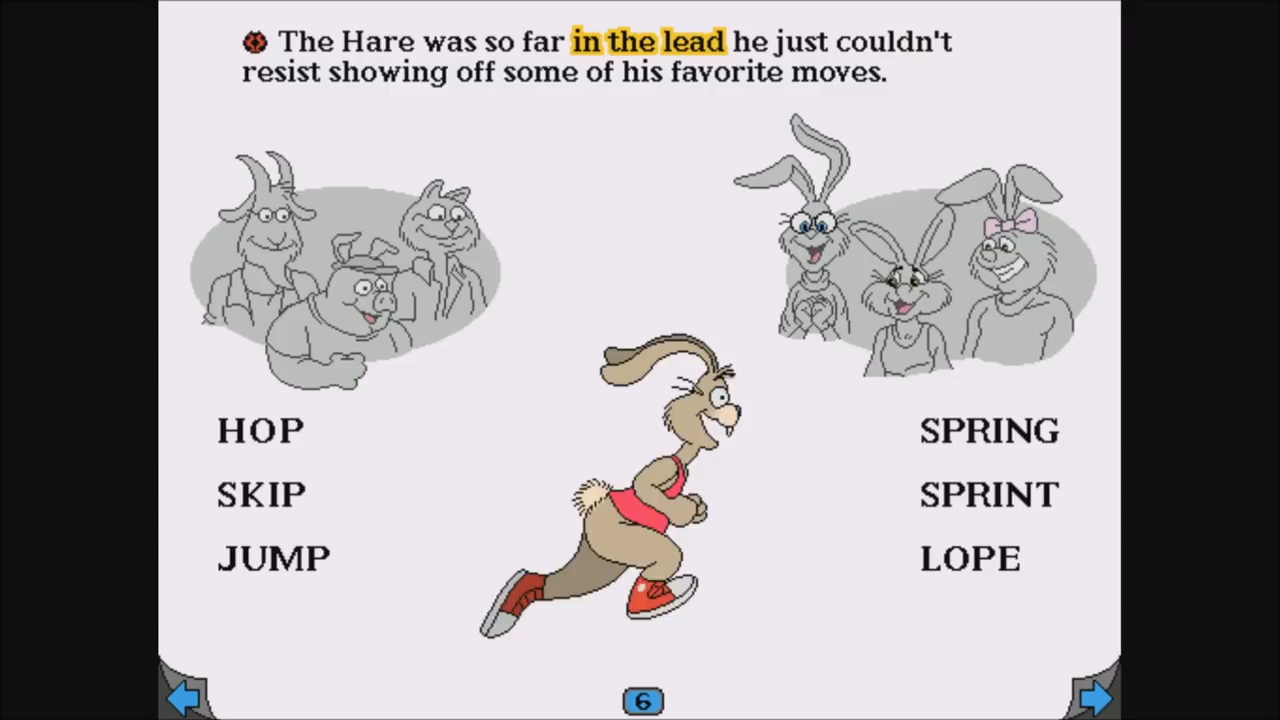 The Hare was so far in the lead he just couldn't
resist showing off some of his favorite moves.
HOP
SKIP
JUMP
SPRING
SPRINT
LOPE
6